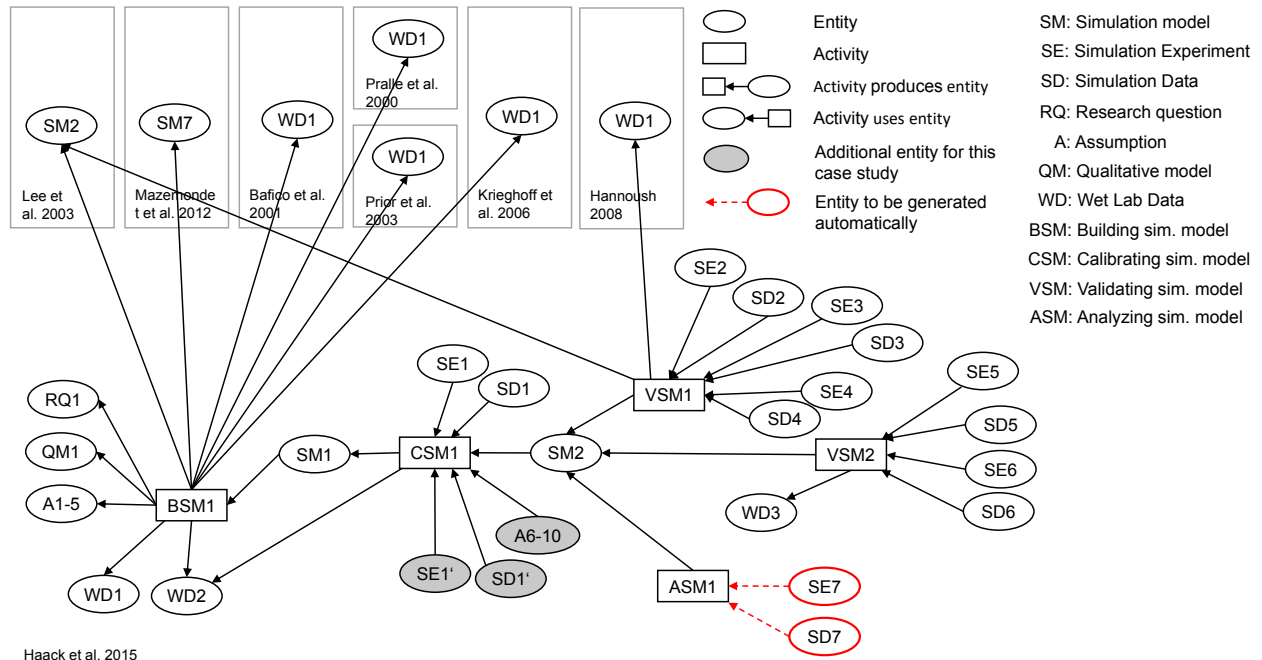 WD1
Pralle et al.
2000
SM2
Lee et
al. 2003
SM7
Mazemonde
t et al. 2012
WD1
Bafico et al.
2001
WD1
Prior et al.
2003
WD1
Krieghoff et
al. 2006
WD1
Hannoush
2008
Entity
Activity
Activity produces entity
Activity uses entity
Additional entity for this
case study
Entity to be generated
automatically
SM: Simulation model
SE: Simulation Experiment
SD: Simulation Data
RQ: Research question
A: Assumption
QM: Qualitative model
WD: Wet Lab Data
BSM: Building sim. model
CSM: Calibrating sim. model
VSM: Validating sim. model
ASM: Analyzing sim. model
SE2
SD2
SE3
SD3
SE4
SD4
VSM1
SE1
SD1
RQ1
QM1
A1-5
BSM1
SM1
CSM1
SM2
VSM2
SE5
SD5
SE6
SD6
WD3
WD1
WD2
SE1‘
SD1‘
A6-10
ASM1
SE7
SD7
Haack et al. 2015